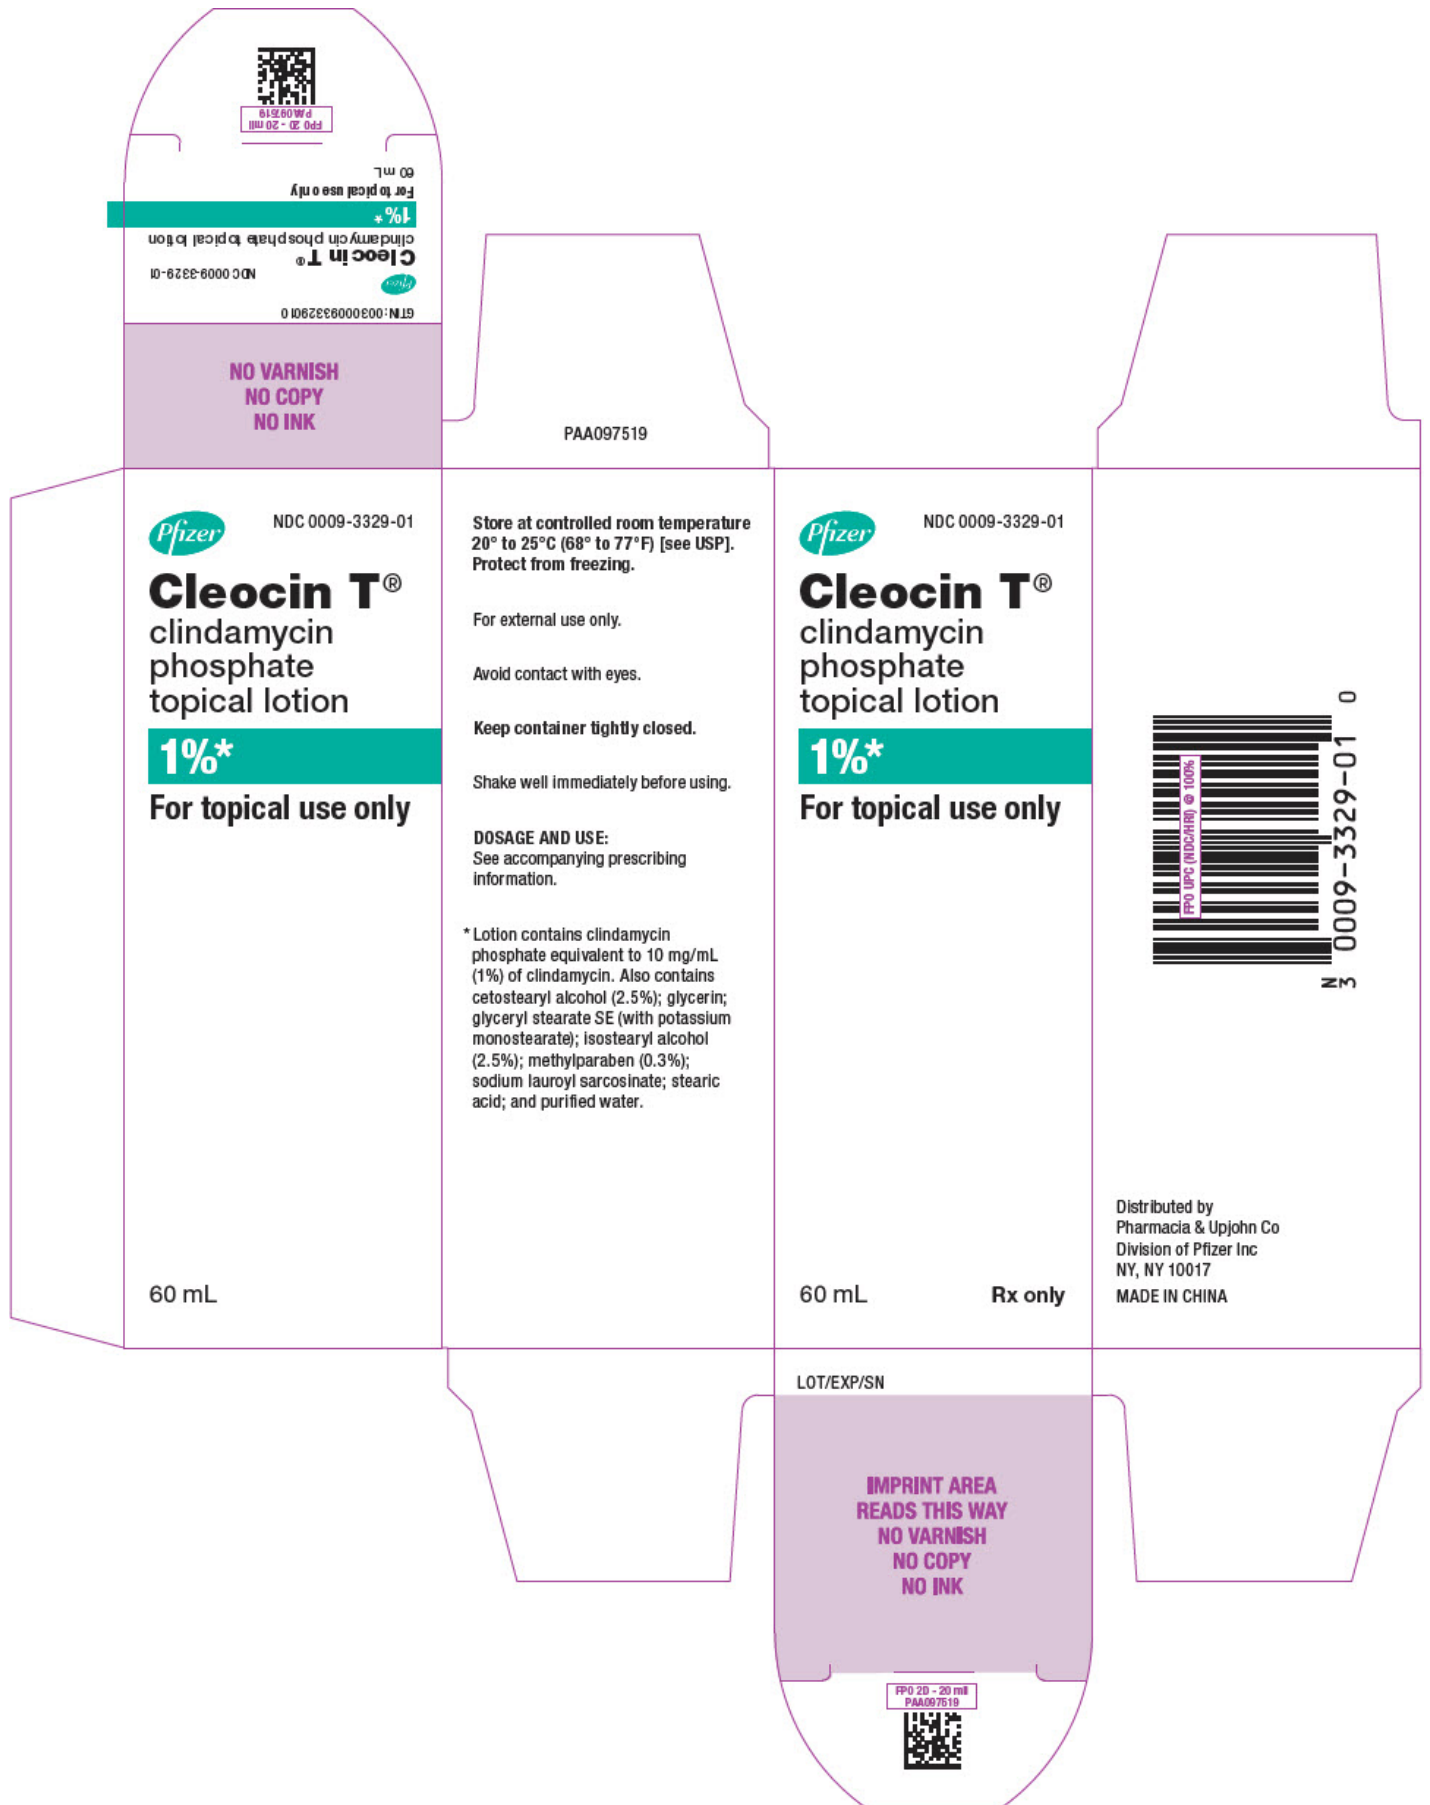 FPO 2D - 20 mil
PAA097519
60 mL
For topical use only
1%*
clindamycin phosphate topical lotion
Cleocin T®
NDC 0009-3329-01
Pfizer
GTIN: 00300093329010
NO VARNISH
NO COPY
NO INK
PAA097519
Pfizer
NDC 0009-3329-01
Cleocin T®
clindamycin
phosphate
topical lotion
1%*
For topical use only
60 mL
Store at controlled room temperature
20° to 25°C (68° to 77°F) [see USP].
Protect from freezing.
For external use only.
Avoid contact with eyes.
Keep container tightly closed.
Shake well immediately before using.
DOSAGE AND USE:
See accompanying prescribing
information.
* Lotion contains clindamycin
phosphate equivalent to 10 mg/mL
(1%) of clindamycin. Also contains
cetostearyl alcohol (2.5%); glycerin;
glyceryl stearate SE (with potassium
monostearate); isostearyl alcohol
(2.5%); methylparaben (0.3%);
sodium lauroyl sarcosinate; stearic
acid; and purified water.
Pfizer
NDC 0009-3329-01
Cleocin T®
clindamycin
phosphate
topical lotion
1%*
For topical use only
60 mL
Rx only
FPO UPC (NDC/HRI) @ 100%
N
3 0009-3329-01 0
Distributed by
Pharmacia & Upjohn Co
Division of Pfizer Inc
NY, NY 10017
MADE IN CHINA
LOT/EXP/SN
IMPRINT AREA
READS THIS WAY
NO VARNISH
NO COPY
NO INK
FPO 2D - 20 mil
PAA097519